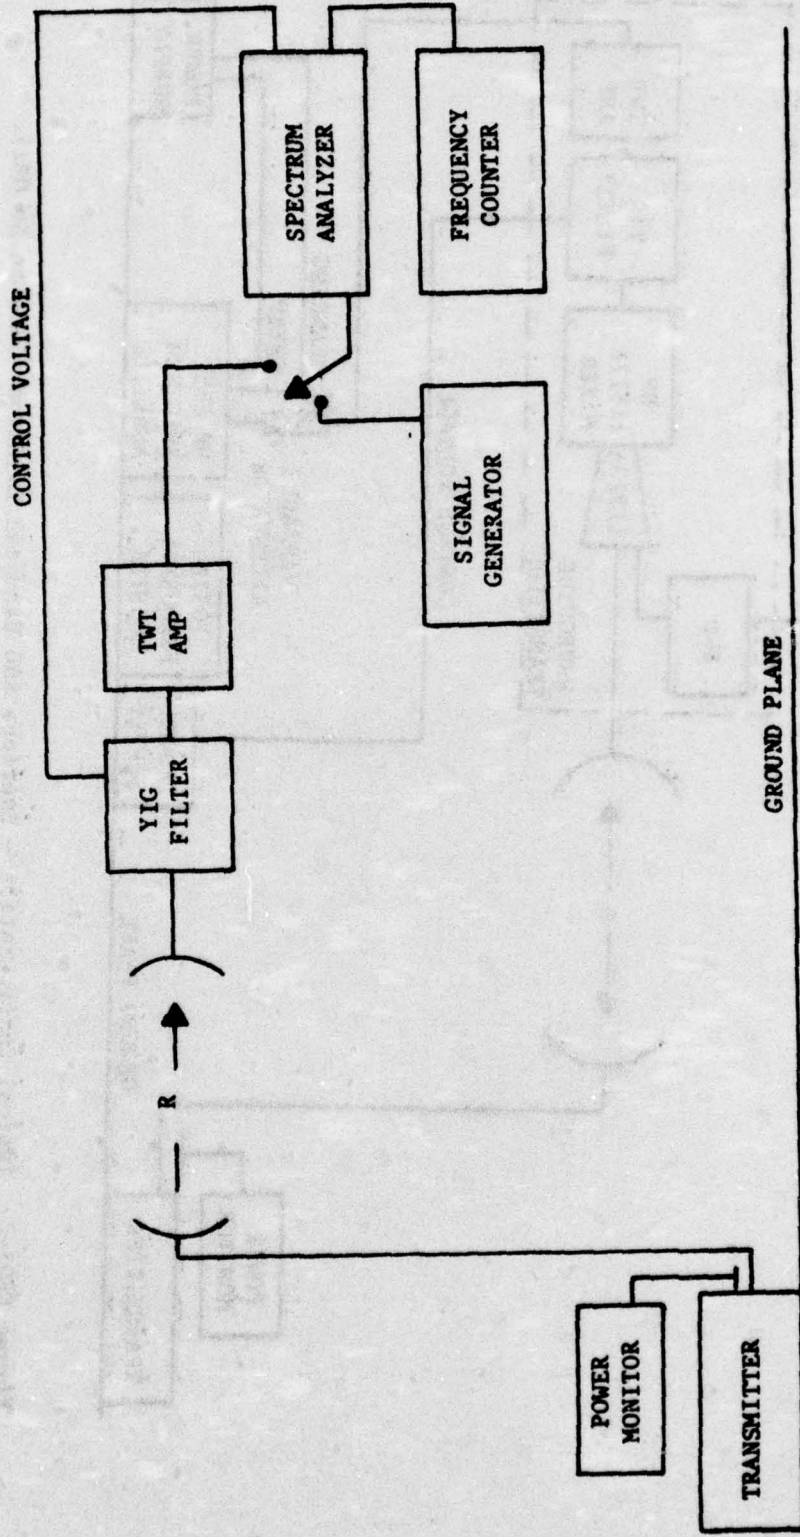 CONTROL VOLTAGE
SPECTRUM
ANALYZER
FREQUENCY
COUNTER
TWT
AMP
YIG
FILTER
SIGNAL
GENERATOR
R
POWER
MONITOR
TRANSMITTER
GROUND PLANE